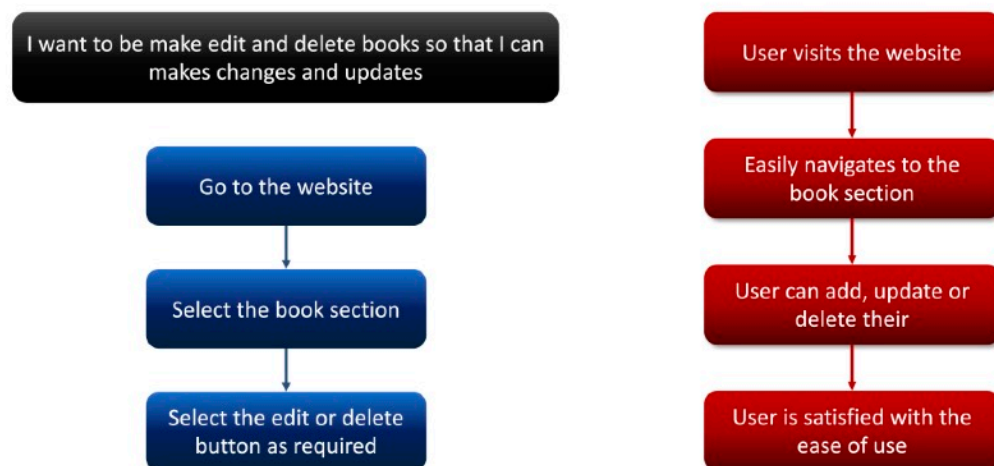 I want to be make edit and delete books so that I can
makes changes and updates
Go to the website
Select the book section
Select the edit or delete
button as required
User visits the website
Easily navigates to the
book section
User can add, update or
delete their
User is satisfied with the
ease of use